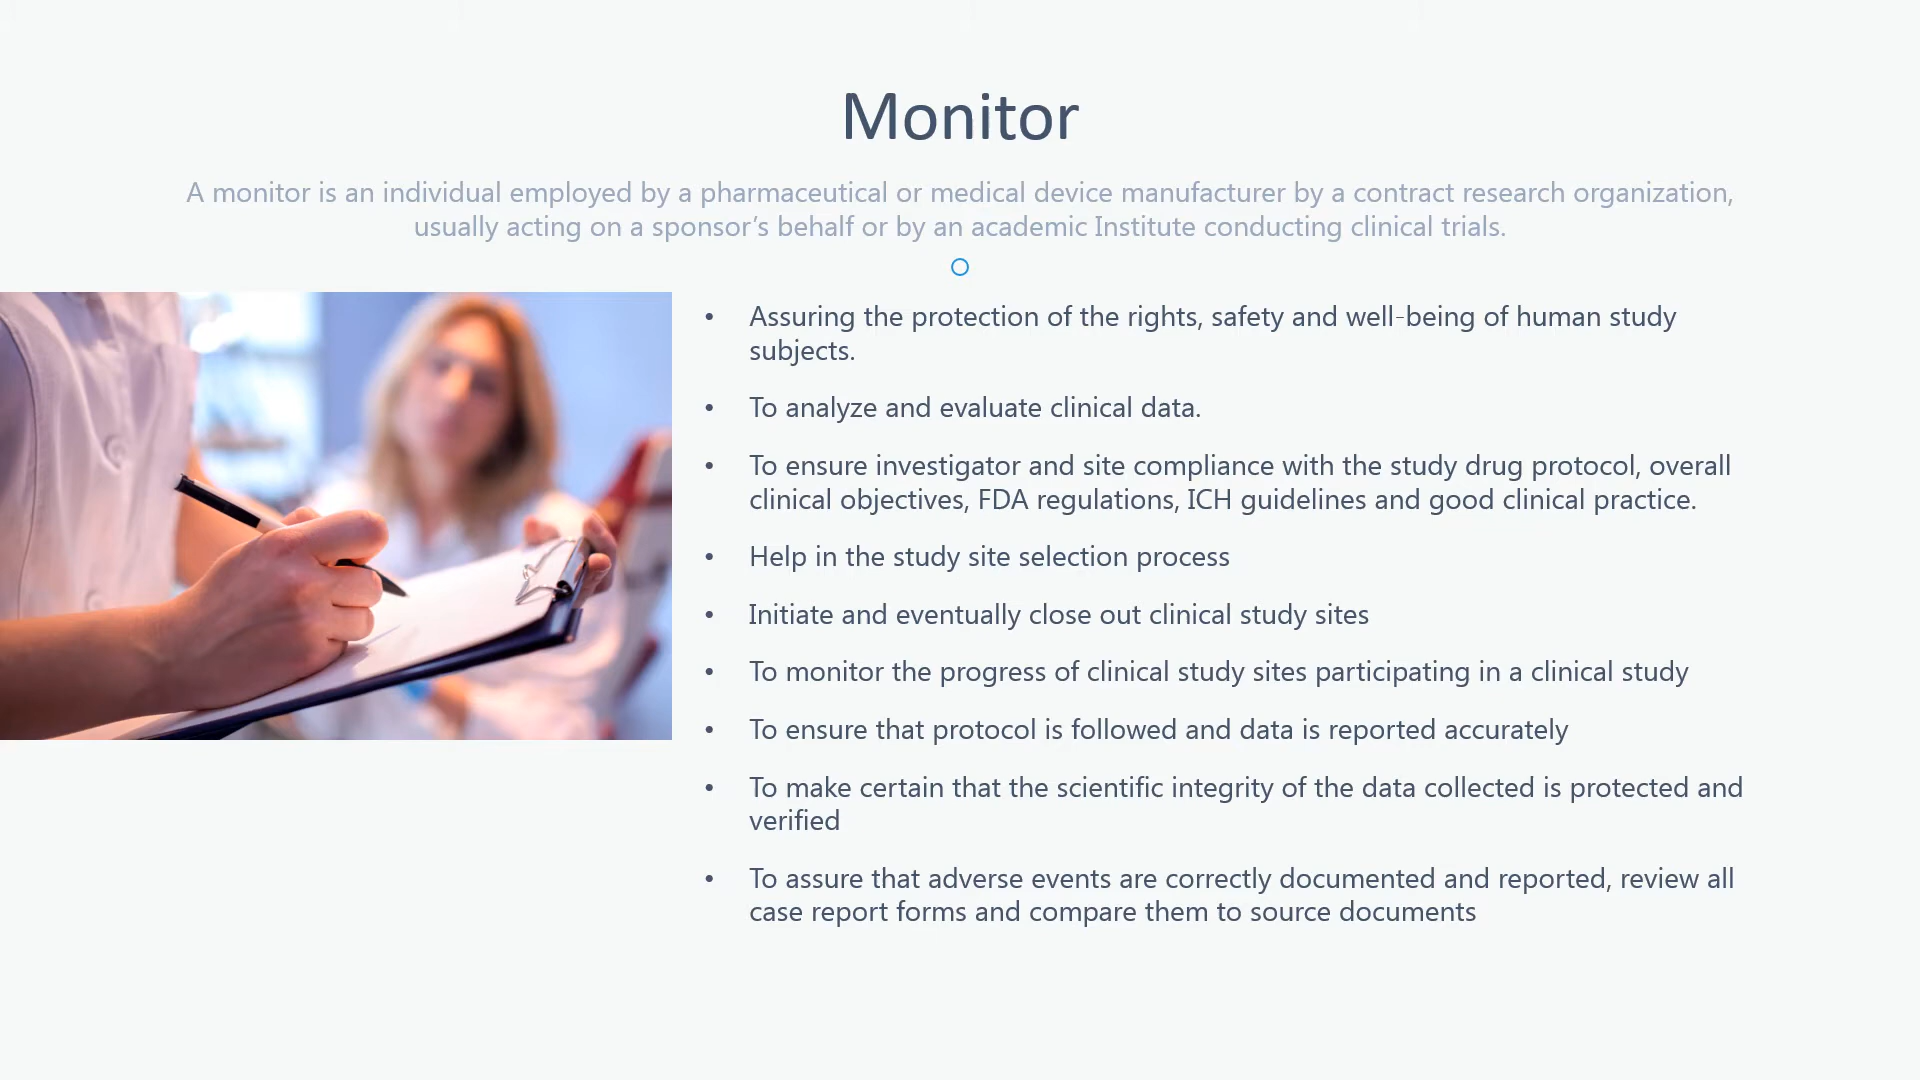 Monitor
A monitor is an individual employed by a pharmaceutical or medical device manufacturer by a contract research organization,
usually acting on a sponsor’s behalf or by an academic Institute conducting clinical trials.
• Assuring the protection of the rights, safety and well-being of human study
subjects.
• To analyze and evaluate clinical data.
• To ensure investigator and site compliance with the study drug protocol, overall
clinical objectives, FDA regulations, ICH guidelines and good clinical practice.
• Help in the study site selection process
• Initiate and eventually close out clinical study sites
• To monitor the progress of clinical study sites participating in a clinical study
• To ensure that protocol is followed and data is reported accurately
• To make certain that the scientific integrity of the data collected is protected and
verified
• To assure that adverse events are correctly documented and reported, review all
case report forms and compare them to source documents